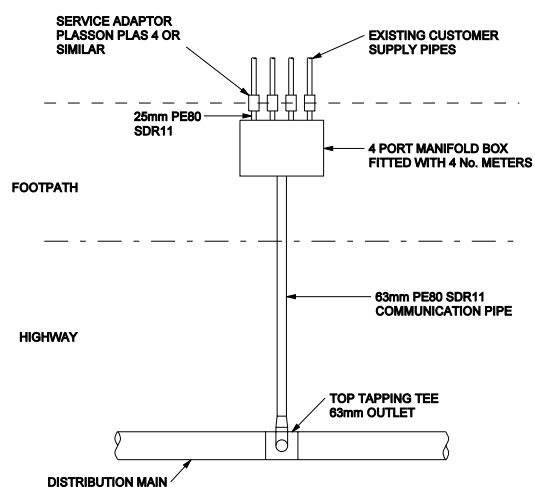 SERVICE ADAPTOR
PLASSON PLAS 4 OR
SIMILAR
EXISTING CUSTOMER
SUPPLY PIPES
25mm PE80
SDR11
4 PORT MANIFOLD BOX
FITTED WITH 4 No. METERS
FOOTPATH
63mm PE80 SDR11
COMMUNICATION PIPE
HIGHWAY
TOP TAPPING TEE
63mm OUTLET
DISTRIBUTION MAIN